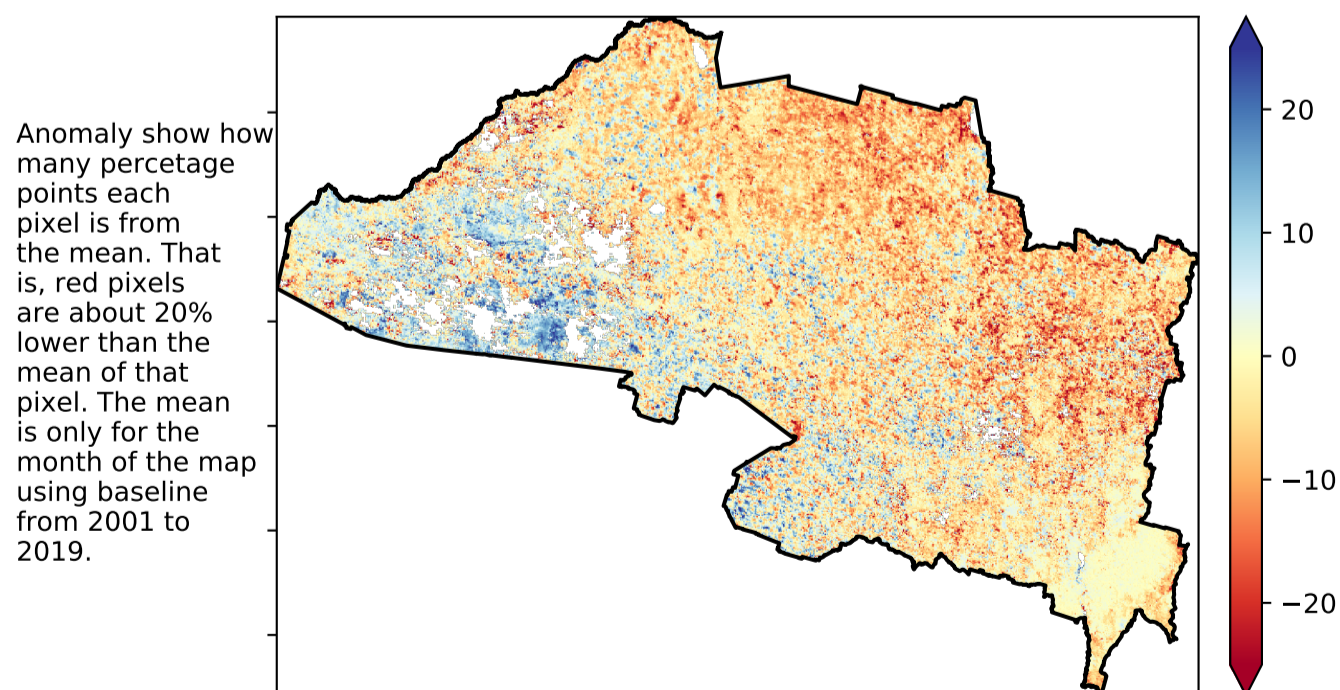 Anomaly show how
many percetage
points each
pixel is from
the mean. That
is, red pixels
are about 20%
lower than the
mean of that
pixel. The mean
is only for the
month of the map
using baseline
from 2001 to
2019.
20
10
0
−10
−20